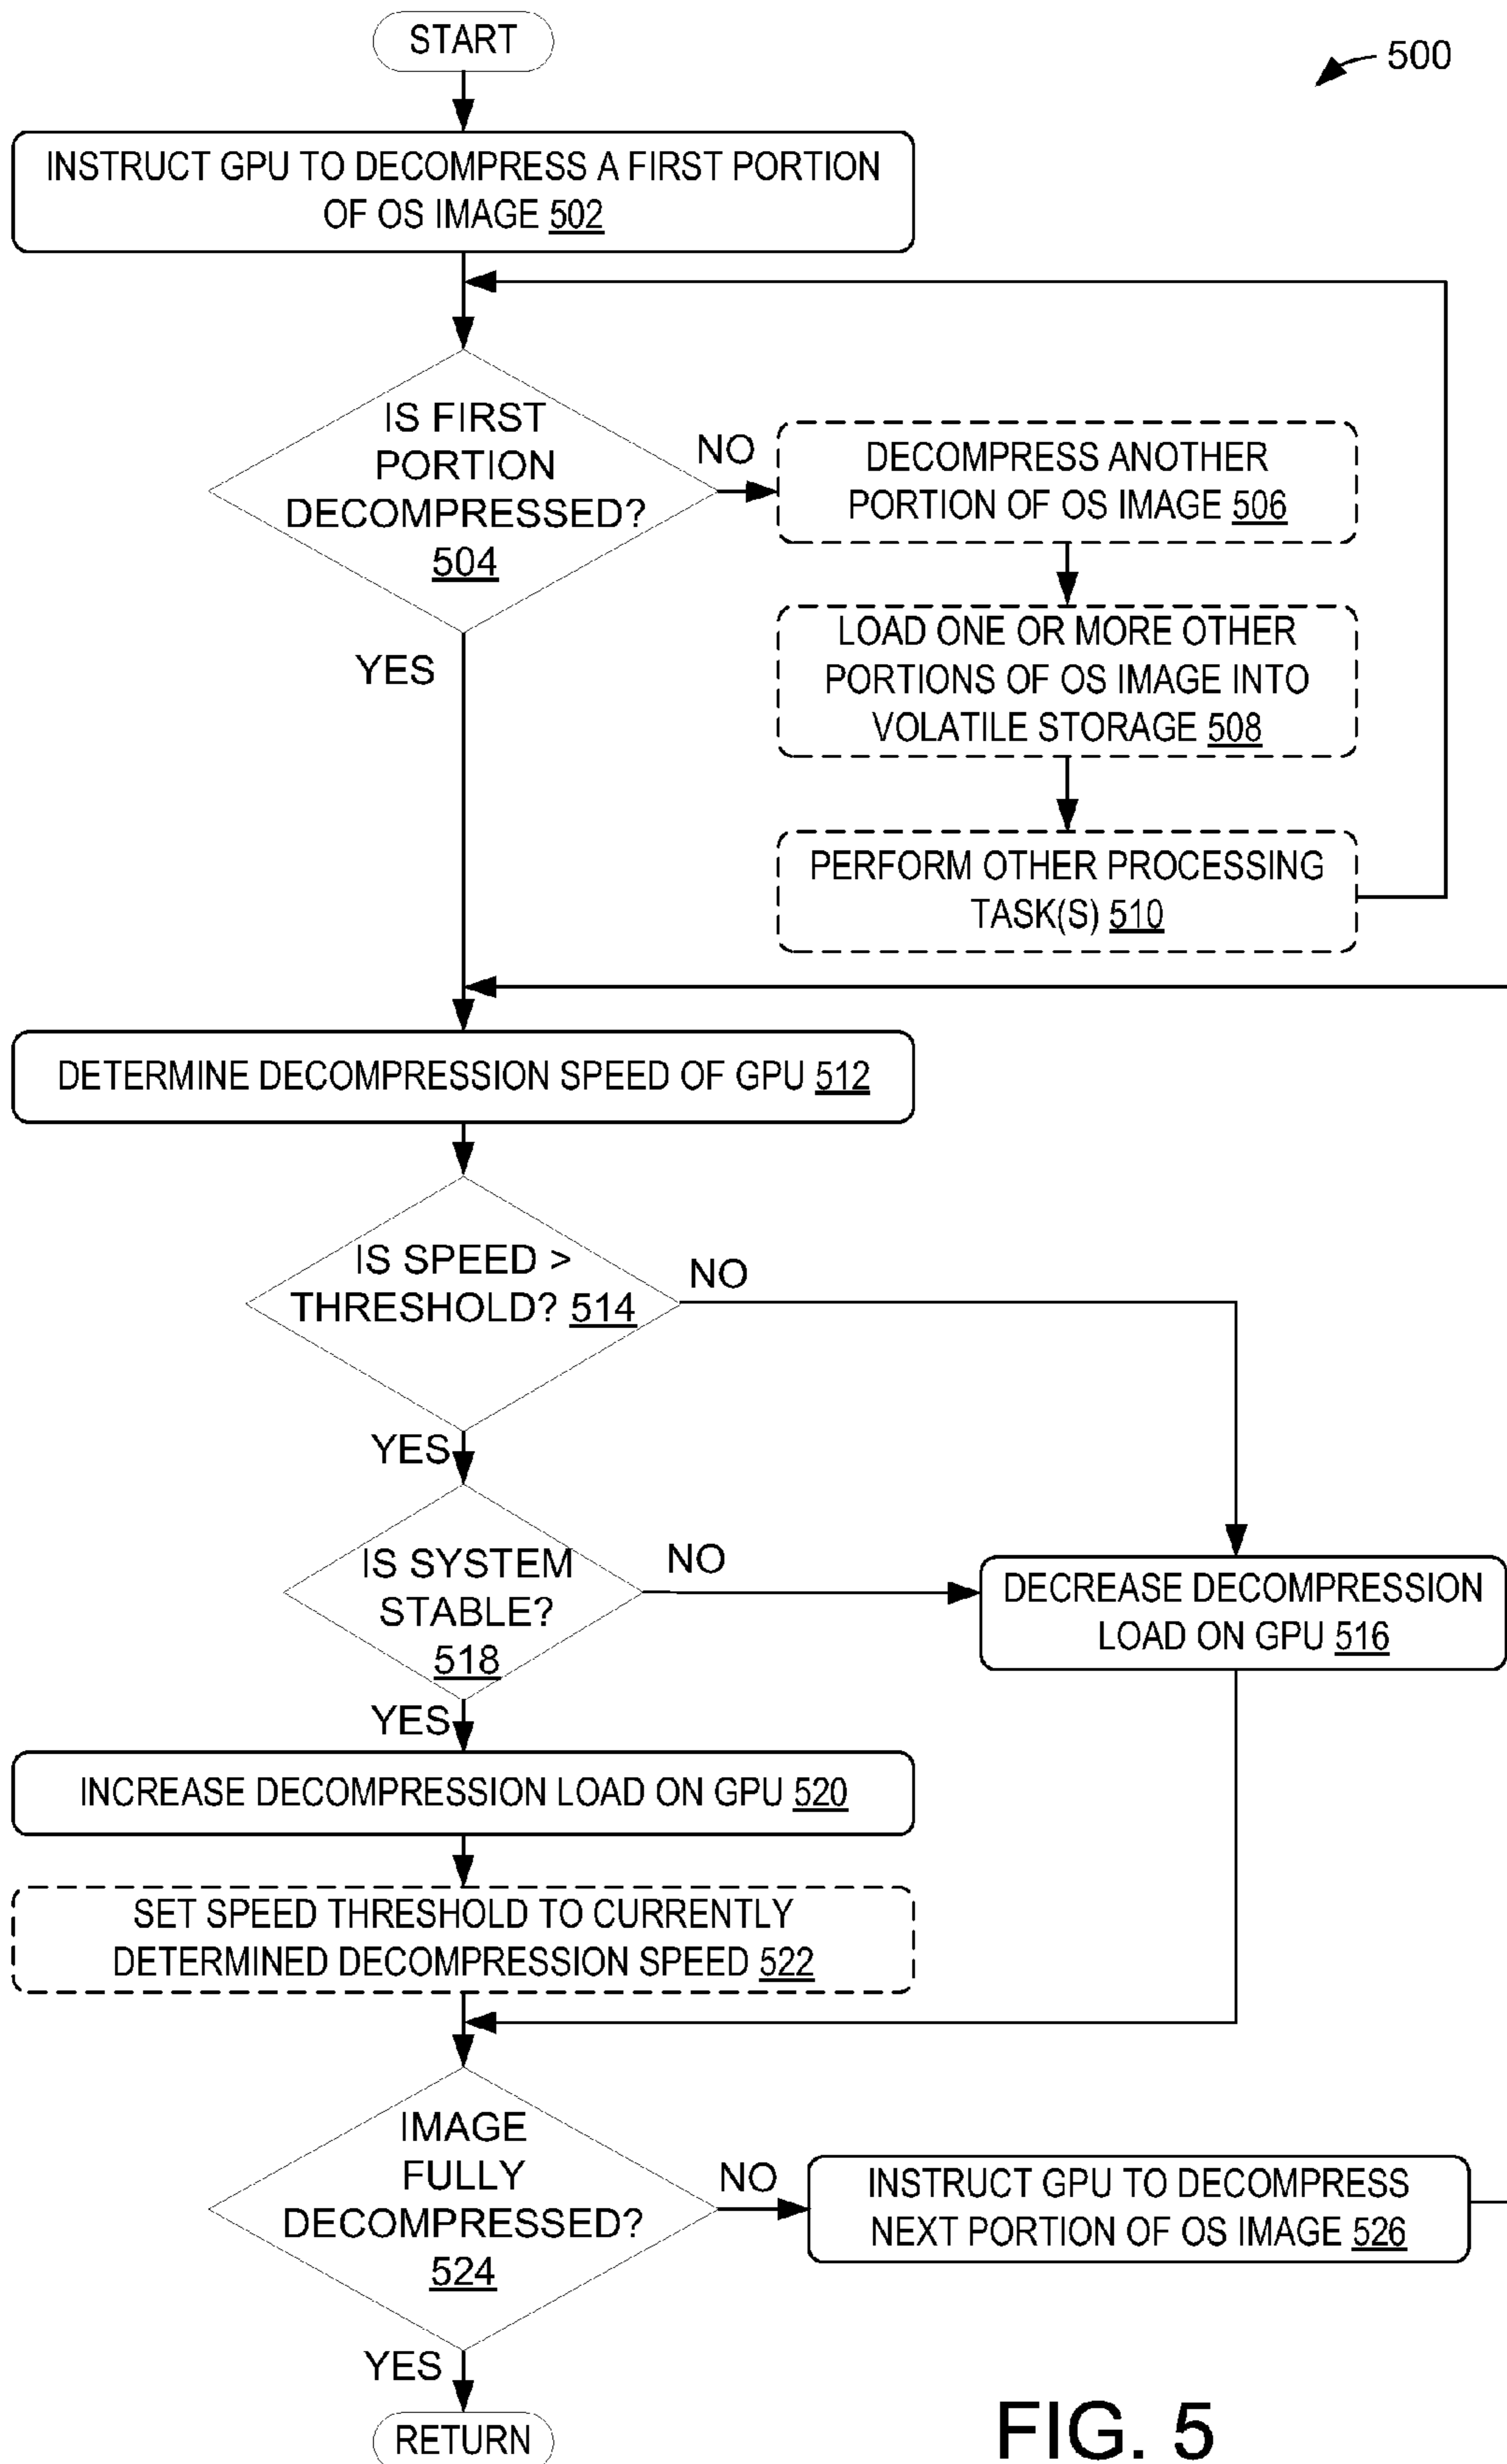 START
500
INSTRUCT GPU TO DECOMPRESS A FIRST PORTION
OF OS IMAGE 502
IS FIRST
PORTION
DECOMPRESSED?
504
NO
DECOMPRESS ANOTHER
PORTION OF OS IMAGE 506
LOAD ONE OR MORE OTHER
PORTIONS OF OS IMAGE INTO
VOLATILE STORAGE 508
YES
PERFORM OTHER PROCESSING
TASK(S) 510
DETERMINE DECOMPRESSION SPEED OF GPU 512
IS SPEED >
THRESHOLD? 514
NO
YES
IS SYSTEM
STABLE?
518
NO
DECREASE DECOMPRESSION
LOAD ON GPU 516
YES
INCREASE DECOMPRESSION LOAD ON GPU 520
SET SPEED THRESHOLD TO CURRENTLY
DETERMINED DECOMPRESSION SPEED 522
IMAGE
FULLY
DECOMPRESSED?
524
NO
INSTRUCT GPU TO DECOMPRESS
NEXT PORTION OF OS IMAGE 526
YES
RETURN
FIG. 5